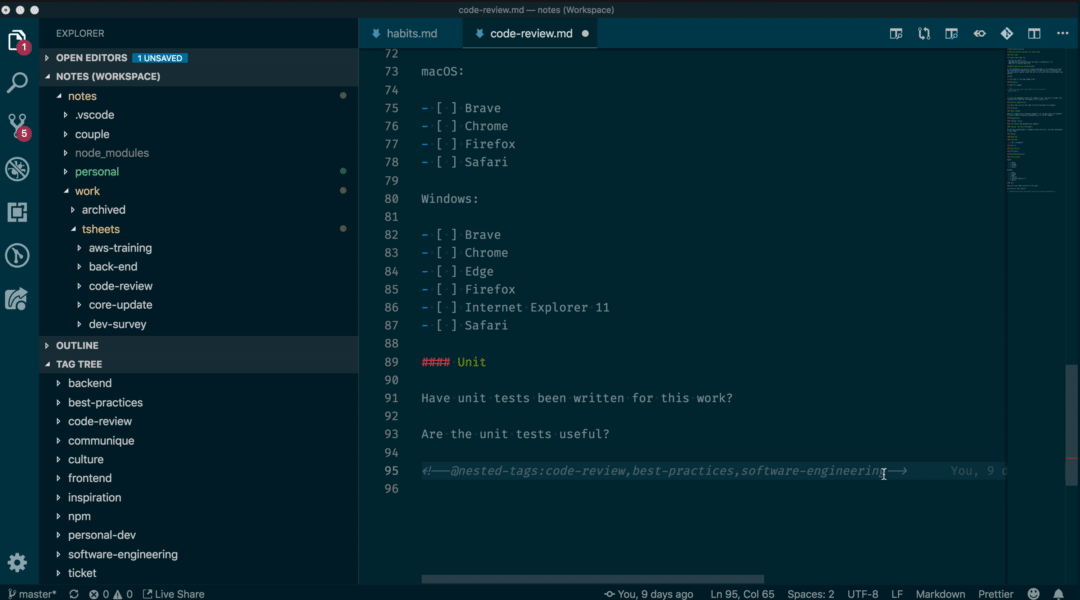 code-review.md — notes (Workspace)
EXPLORER
OPEN EDITORS 1 UNSAVED
NOTES (WORKSPACE)
notes
.vscode
couple
node_modules
personal
work
archived
tsheets
aws-training
back-end
code-review
core-update
dev-survey
OUTLINE
TAG TREE
backend
best-practices
code-review
communique
culture
frontend
inspiration
npm
personal-dev
software-engineering
ticket
1
5
habits.md code-review.md
72
73 macOS:
74
75 - [ ] Brave
76 - [ ] Chrome
77 - [ ] Firefox
78 - [ ] Safari
79
80 Windows:
81
82 - [ ] Brave
83 - [ ] Chrome
84 - [ ] Edge
85 - [ ] Firefox
86 - [ ] Internet Explorer 11
87 - [ ] Safari
88
89 #### Unit
90
91 Have unit tests been written for this work?
92
93 Are the unit tests useful?
94
95 <!-- @nested-tags:code-review,best-practices,software-engineering --> You, 9 d
96
master* 0 0 Live Share You, 9 days ago Ln 95, Col 65 Spaces: 2 UTF-8 LF Markdown Prettier